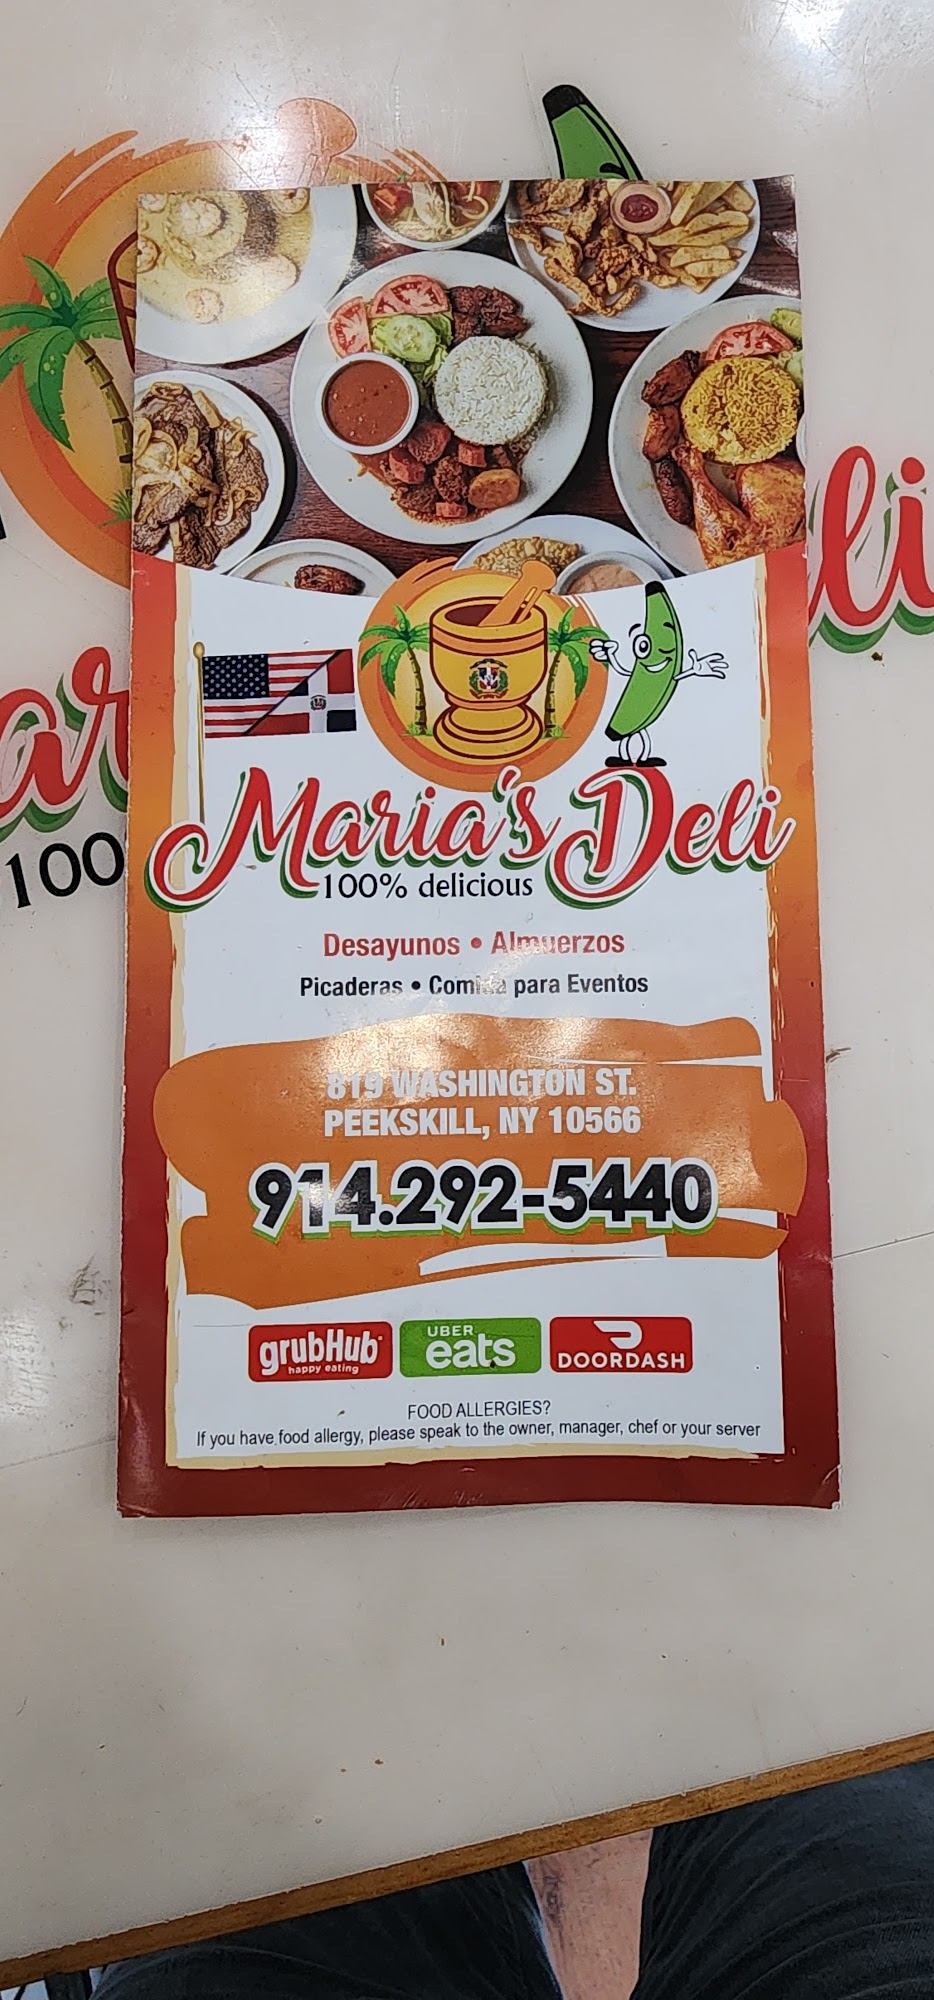 Maria's Deli
100% delicious
Desayunos • Almuerzos
Picaderas • Comida para Eventos
819 WASHINGTON ST.
PEEKSKILL, NY 10566
914.292-5440
grubHub
happy eating
UBER
eats
DOORDASH
FOOD ALLERGIES?
If you have food allergy, please speak to the owner, manager, chef or your server
ar
li
100